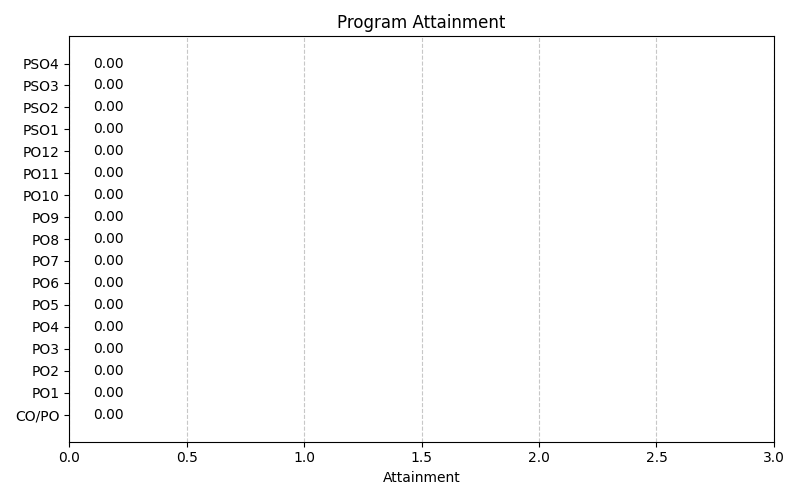 Program Attainment
PSO4 0.00
PSO3 0.00
PSO2 0.00
PSO1 0.00
PO12 0.00
PO11 0.00
PO10 0.00
PO9 0.00
PO8 0.00
PO7 0.00
PO6 0.00
PO5 0.00
PO4 0.00
PO3 0.00
PO2 0.00
PO1 0.00
CO/PO 0.00
0.0 0.5 1.0 1.5 2.0 2.5 3.0
Attainment